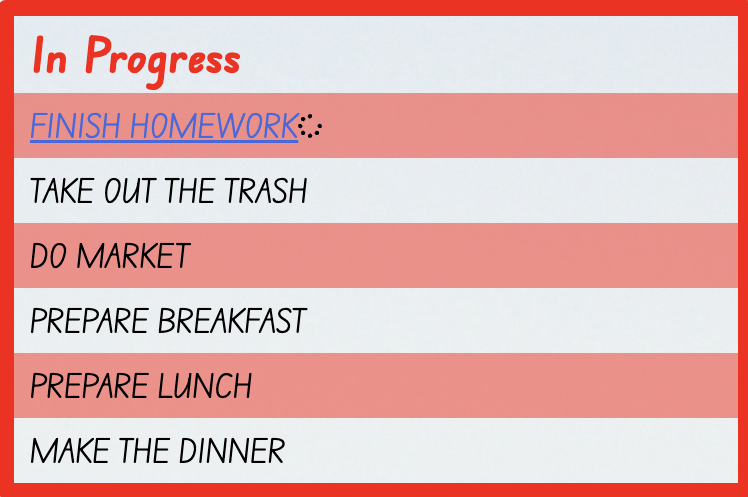 In Progress
FINISH HOMEWORK
TAKE OUT THE TRASH
DO MARKET
PREPARE BREAKFAST
PREPARE LUNCH
MAKE THE DINNER